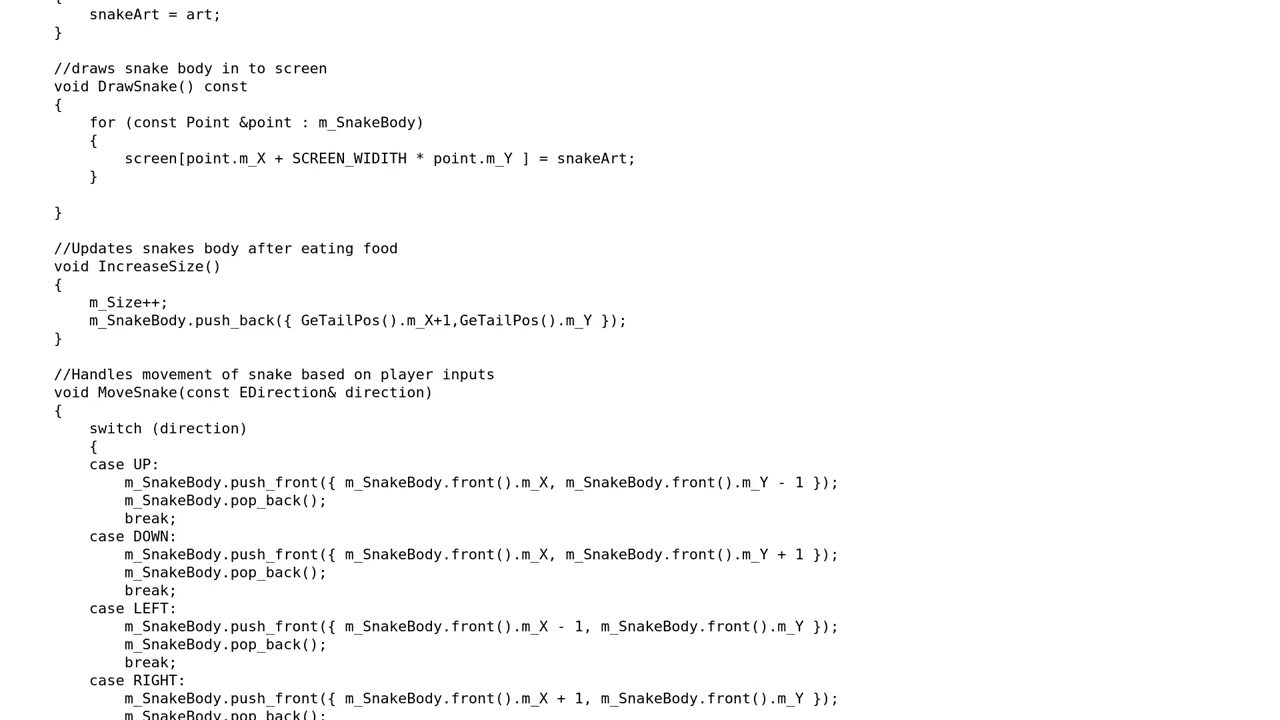 {
    snakeArt = art;
}
//draws snake body in to screen
void DrawSnake() const
{
    for (const Point &point : m_SnakeBody)
    {
        screen[point.m_X + SCREEN_WIDITH * point.m_Y ] = snakeArt;
    }
}
//Updates snakes body after eating food
void IncreaseSize()
{
    m_Size++;
    m_SnakeBody.push_back({ GeTailPos().m_X+1,GeTailPos().m_Y });
}
//Handles movement of snake based on player inputs
void MoveSnake(const EDirection& direction)
{
    switch (direction)
    {
    case UP:
        m_SnakeBody.push_front({ m_SnakeBody.front().m_X, m_SnakeBody.front().m_Y - 1 });
        m_SnakeBody.pop_back();
        break;
    case DOWN:
        m_SnakeBody.push_front({ m_SnakeBody.front().m_X, m_SnakeBody.front().m_Y + 1 });
        m_SnakeBody.pop_back();
        break;
    case LEFT:
        m_SnakeBody.push_front({ m_SnakeBody.front().m_X - 1, m_SnakeBody.front().m_Y });
        m_SnakeBody.pop_back();
        break;
    case RIGHT:
        m_SnakeBody.push_front({ m_SnakeBody.front().m_X + 1, m_SnakeBody.front().m_Y });
        m_SnakeBody.pop_back();